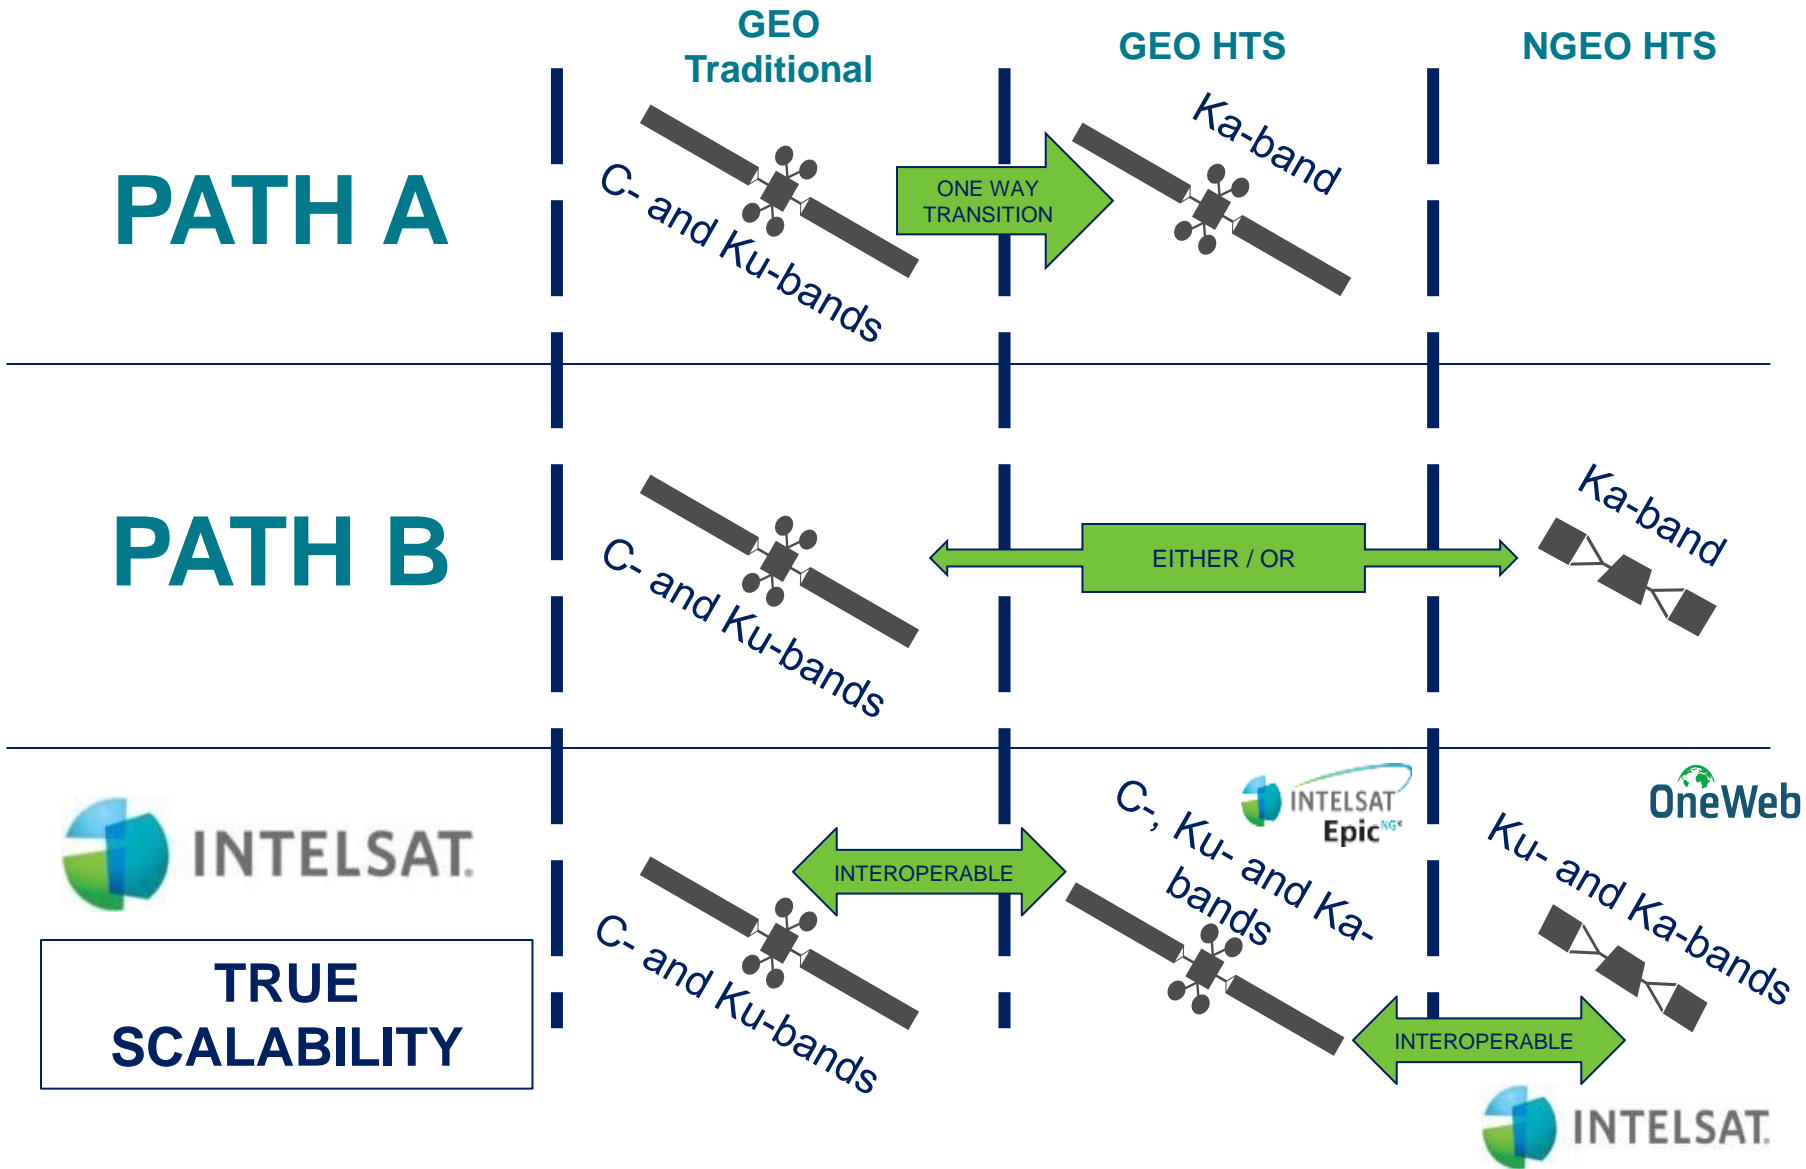 GEO
Traditional
GEO HTS
NGEO HTS
PATH A
C- and Ku-bands
ONE WAY
TRANSITION
Ka-band
PATH B
C- and Ku-bands
EITHER / OR
Ka-band
INTELSAT.
TRUE
SCALABILITY
C- and Ku-bands
INTEROPERABLE
INTELSAT
Epic NG
C-, Ku- and Ka-
bands
OneWeb
Ku- and Ka-bands
INTEROPERABLE
INTELSAT.